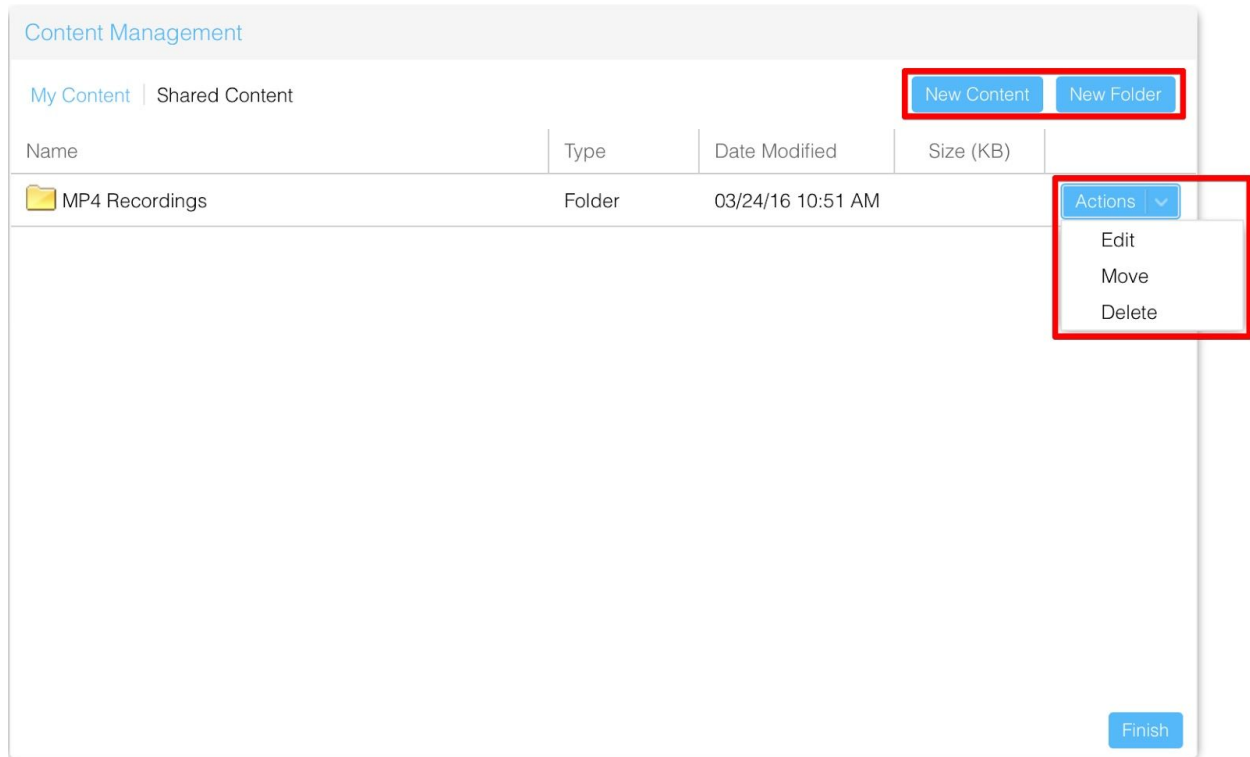 Content Management
My Content | Shared Content New Content New Folder
Name Type Date Modified Size (KB)
MP4 Recordings Folder 03/24/16 10:51 AM Actions
Edit
Move
Delete
Finish